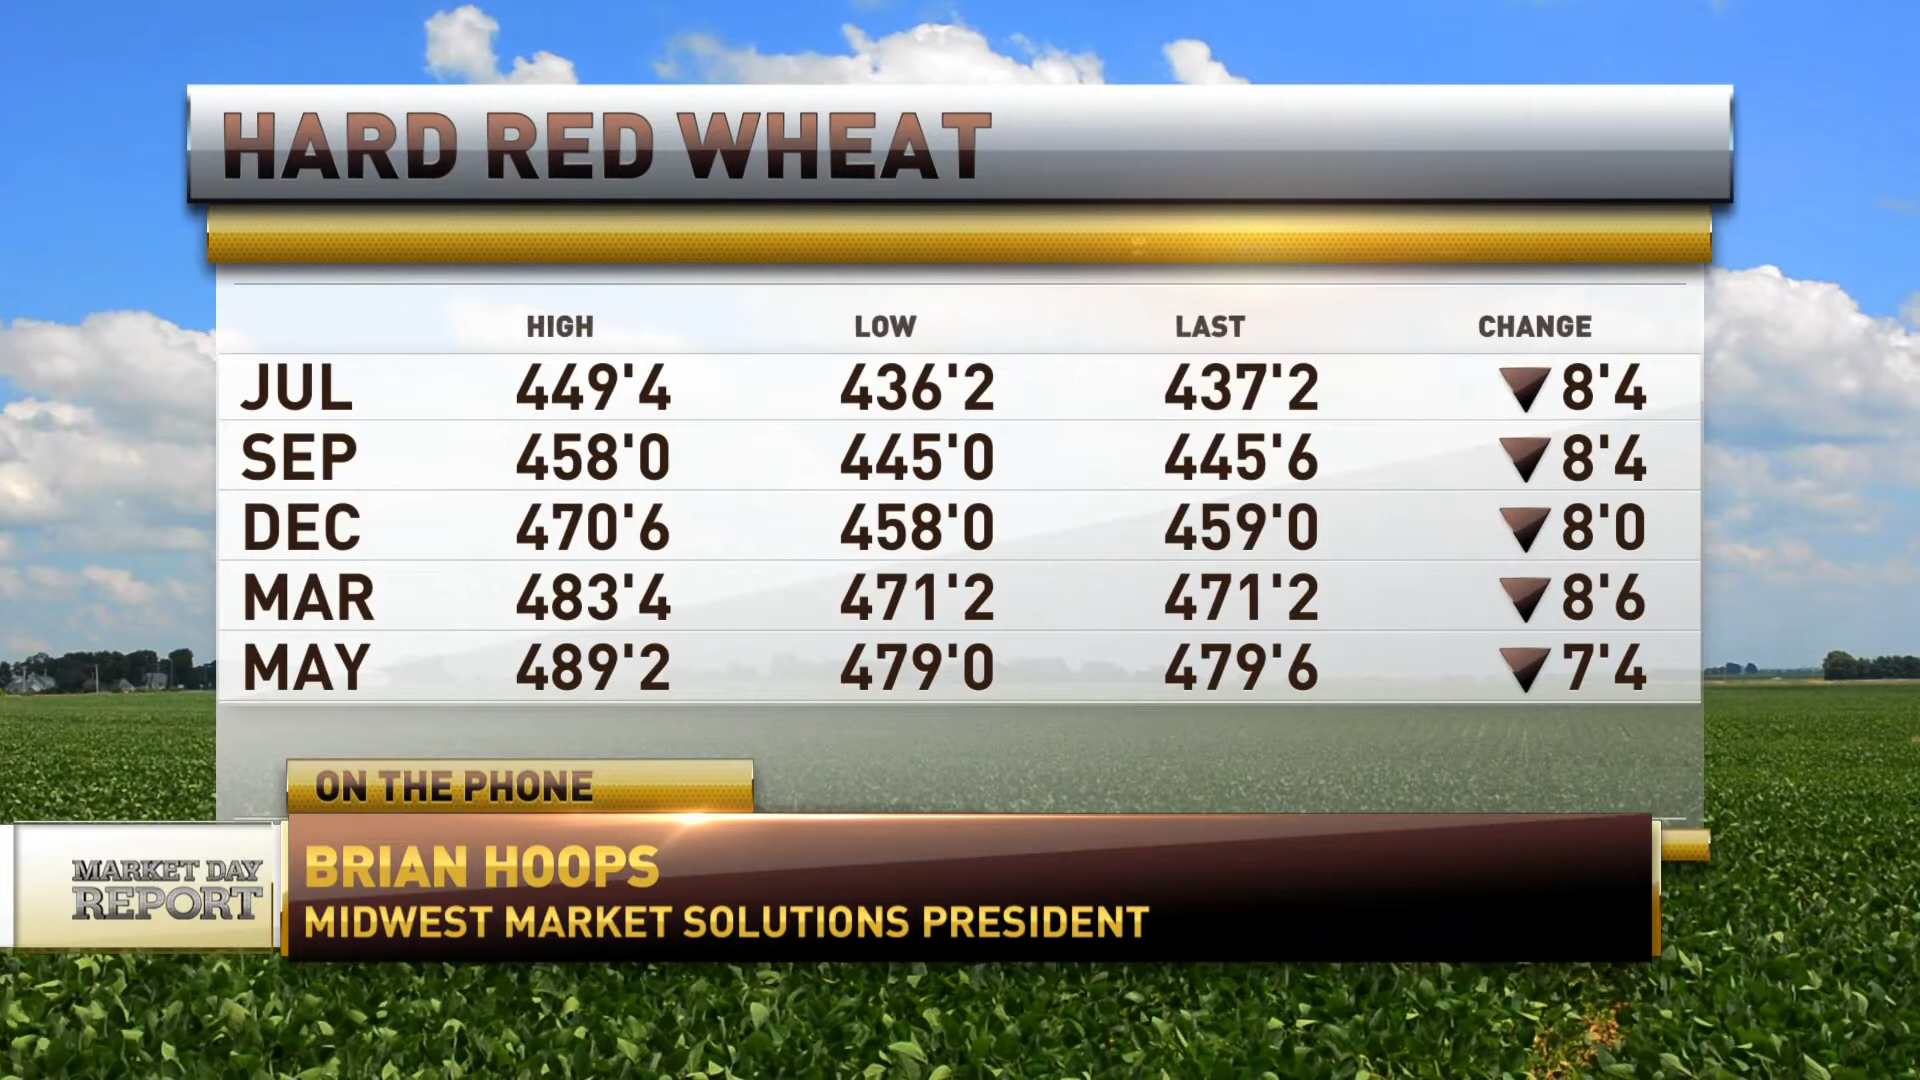 HARD RED WHEAT
HIGH LOW LAST CHANGE
JUL 449'4 436'2 437'2 ▼8'4
SEP 458'0 445'0 445'6 ▼8'4
DEC 470'6 458'0 459'0 ▼8'0
MAR 483'4 471'2 471'2 ▼8'6
MAY 489'2 479'0 479'6 ▼7'4
ON THE PHONE
MARKET DAY
REPORT
BRIAN HOOPS
MIDWEST MARKET SOLUTIONS PRESIDENT